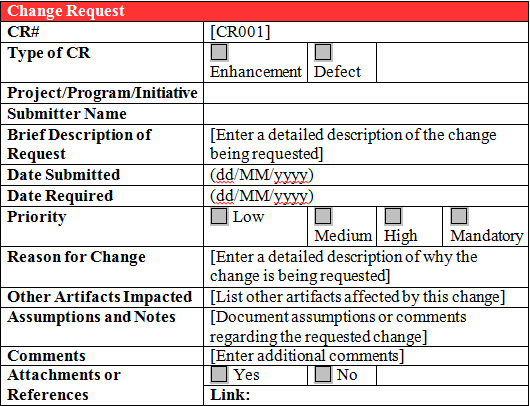 Change Request
CR# [CR001]
Type of CR Enhancement Defect
Project/Program/Initiative
Submitter Name
Brief Description of [Enter a detailed description of the change
Request being requested]
Date Submitted (dd/MM/yyyy)
Date Required (dd/MM/yyyy)
Priority Low Medium High Mandatory
Reason for Change [Enter a detailed description of why the
change is being requested]
Other Artifacts Impacted [List other artifacts affected by this change]
Assumptions and Notes [Document assumptions or comments
regarding the requested change]
Comments [Enter additional comments]
Attachments or Yes No
References Link: